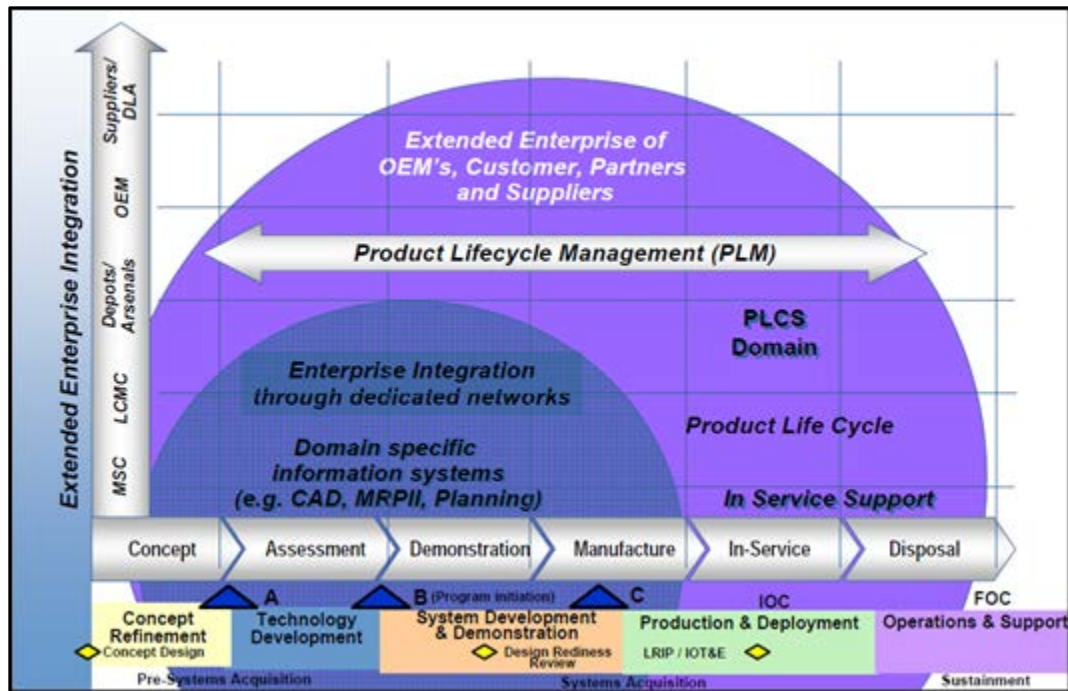 Extended Enterprise Integration
Suppliers/
DLA
OEM
Depots/
Arsenals
LCMC
MSC
Extended Enterprise of
OEM's, Customer, Partners
and Suppliers
Product Lifecycle Management (PLM)
PLCS
Domain
Enterprise Integration
through dedicated networks
Product Life Cycle
Domain specific
information systems
(e.g. CAD, MRPII, Planning)
In Service Support
Concept
Assessment
Demonstration
Manufacture
In-Service
Disposal
A
B (Program initiation)
C
IOC
FOC
Concept
Refinement
Concept Design
Technology
Development
System Development
& Demonstration
Design Rediness
Review
Production & Deployment
LRIP / IOT&E
Operations & Support
Pre-Systems Acquisition
Systems Acquisition
Sustainment